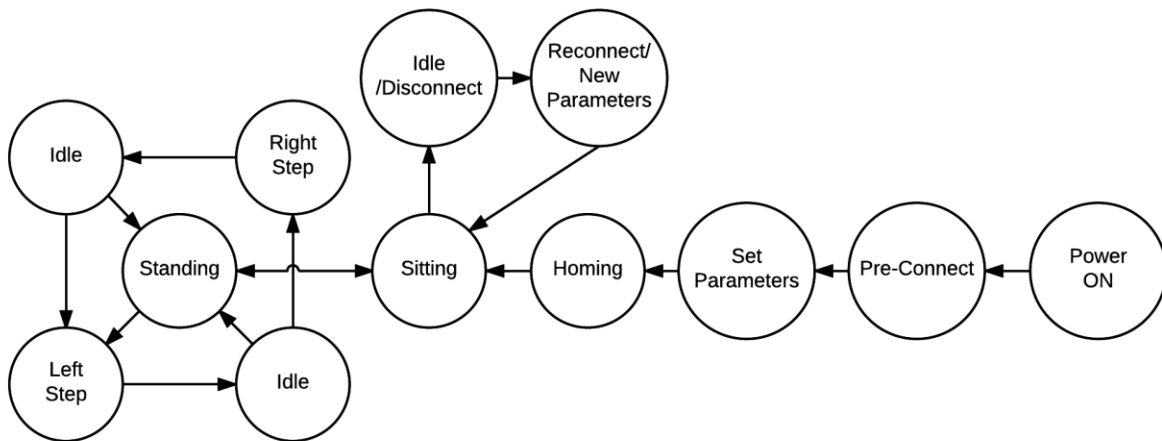 Idle
/Disconnect
Reconnect/
New
Parameters
Idle
Right
Step
Standing
Sitting
Homing
Set
Parameters
Pre-Connect
Power
ON
Left
Step
Idle